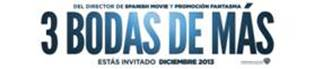 DEL DIRECTOR DE SPANISH MOVIE Y PROMOCIÓN FANTASMA
3 BODAS DE MÁS
ESTÁS INVITADO DICIEMBRE 2013